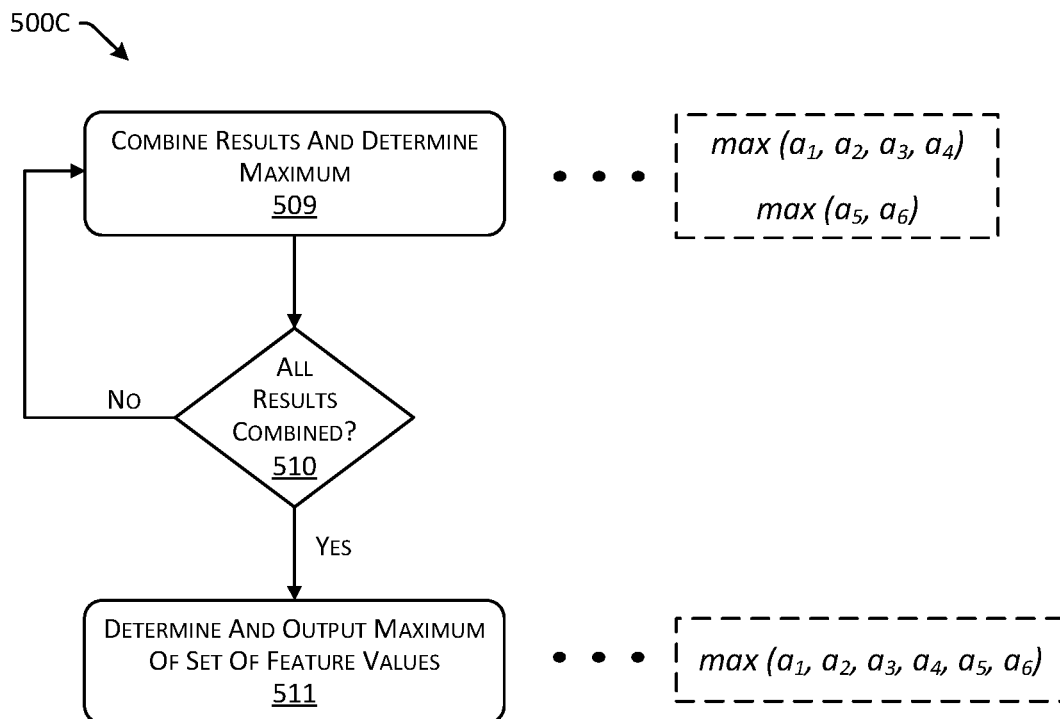 500C
COMBINE RESULTS AND DETERMINE
MAXIMUM
509
max (a₁, a₂, a₃, a₄)
max (a₅, a₆)
ALL
RESULTS
COMBINED?
510
NO
YES
DETERMINE AND OUTPUT MAXIMUM
OF SET OF FEATURE VALUES
511
max (a₁, a₂, a₃, a₄, a₅, a₆)